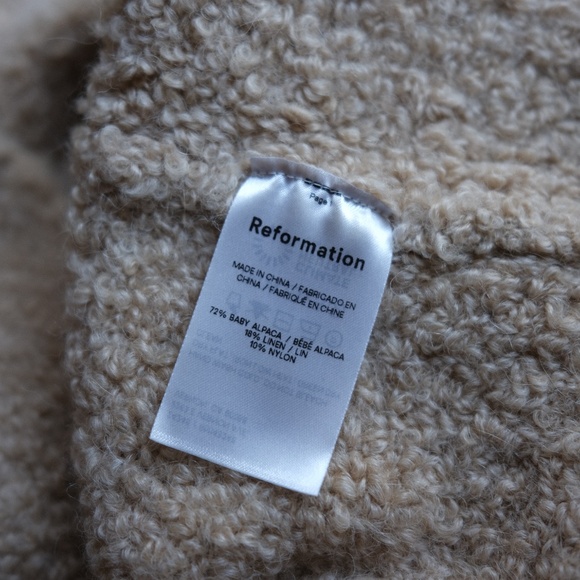 Page
Reformation
MADE IN CHINA / FABRICADO EN
CHINA / FABRIQUÉ EN CHINE
72% BABY ALPACA / BÉBÉ ALPACA
18% LINEN / LIN
10% NYLON